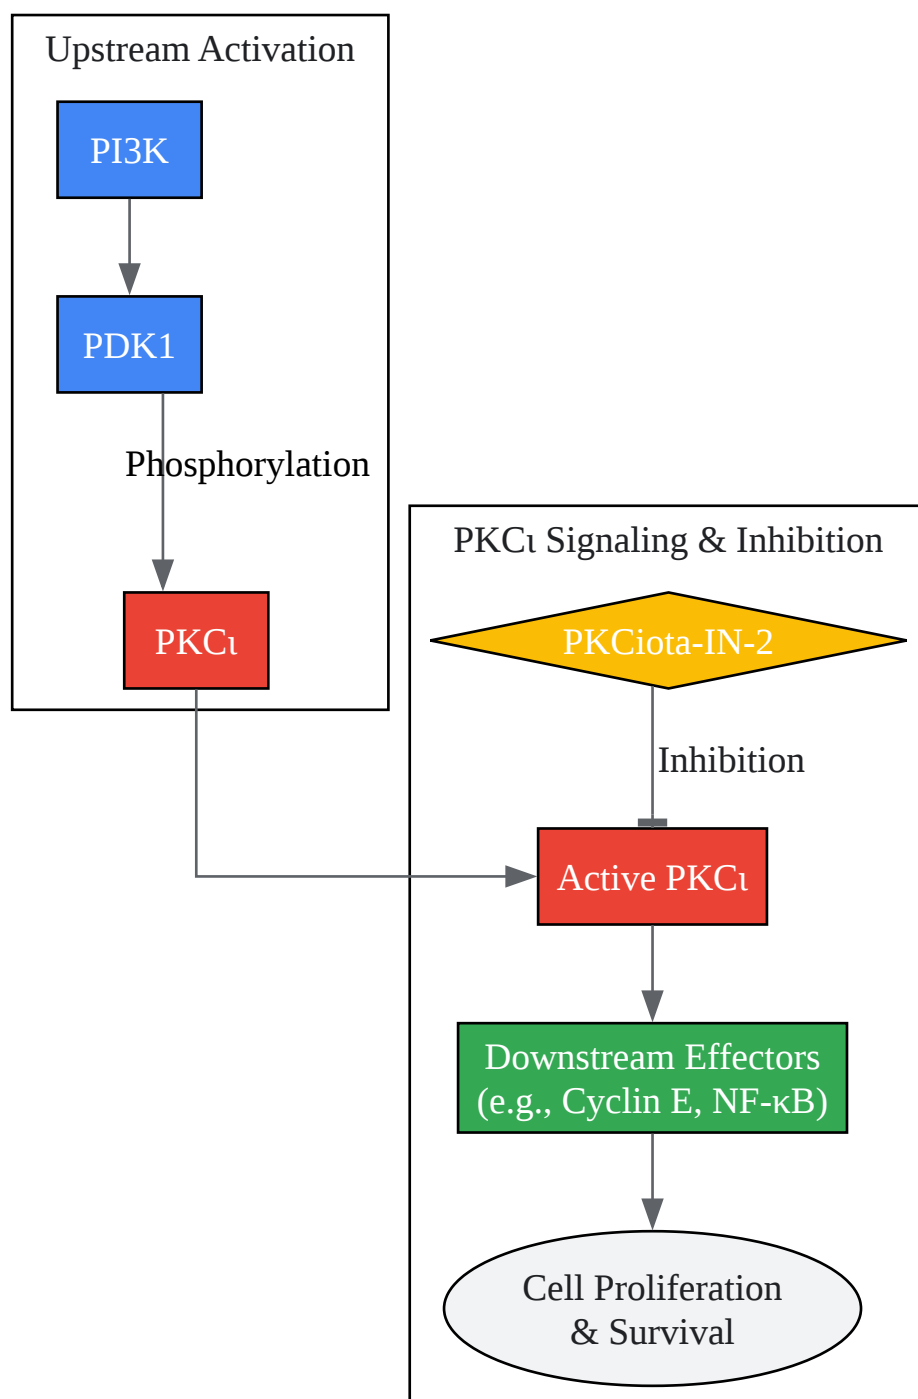 Upstream Activation
PI3K
PDK1
Phosphorylation
PKCι
PKCι Signaling & Inhibition
PKCiota-IN-2
Inhibition
Active PKCι
Downstream Effectors
(e.g., Cyclin E, NF-κB)
Cell Proliferation
& Survival